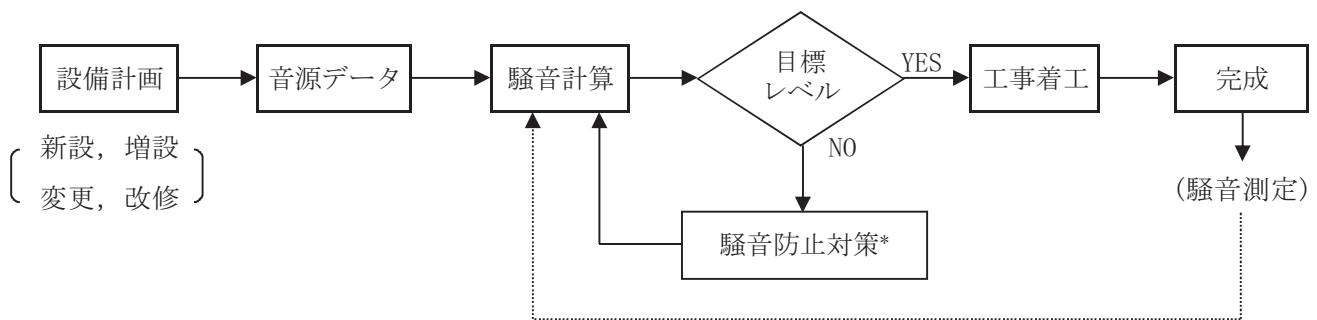 設備計画
音源データ
騒音計算
目標
レベル
YES
工事着工
完成
新設，増設
変更，改修
NO
(騒音測定)
騒音防止対策*